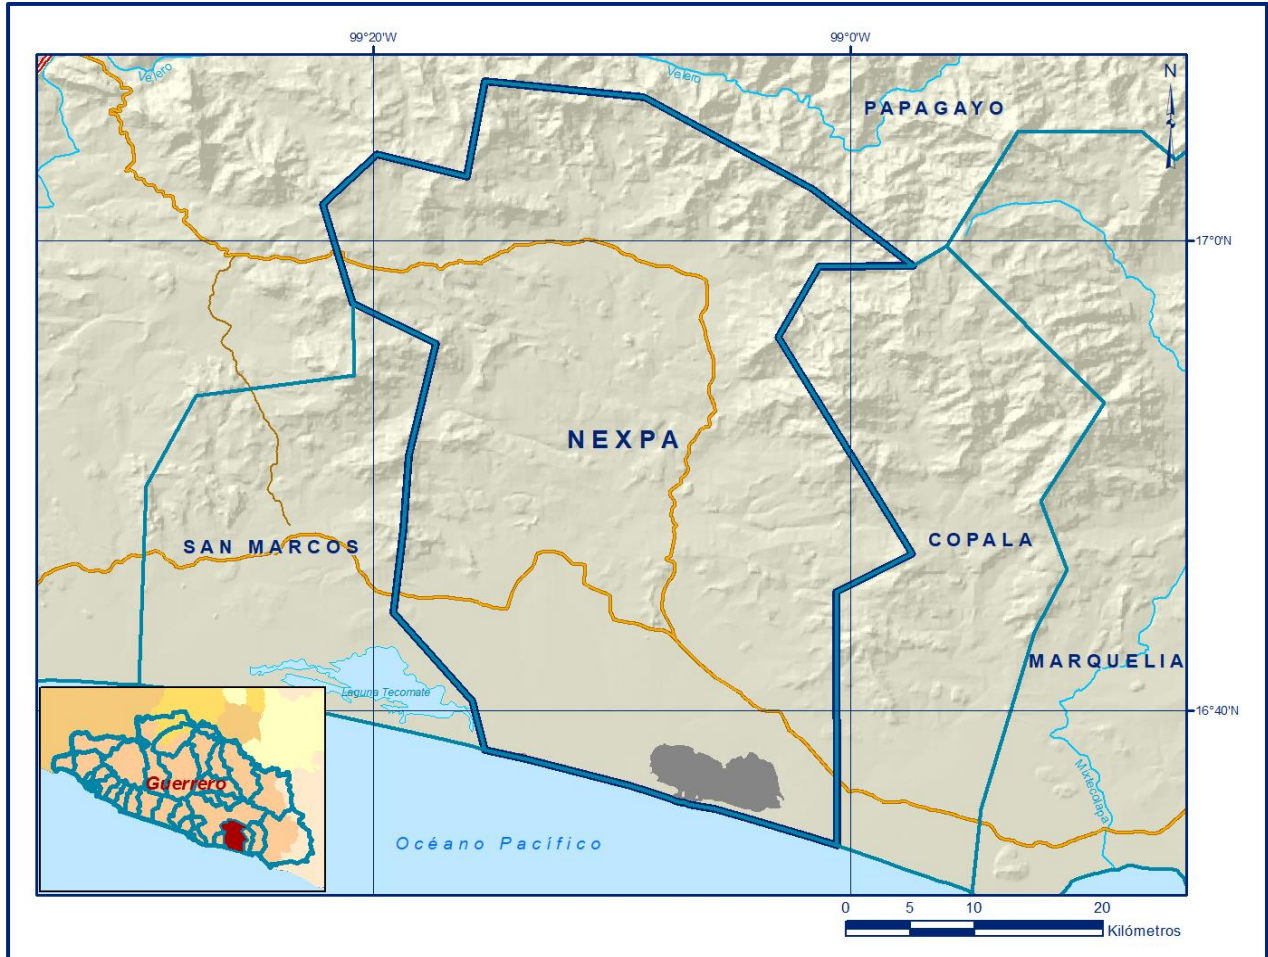 99°20'W
99°0'W
Velero
Velero
N
PAPAGAYO
17°0'N
NEXPA
SAN MARCOS
COPALA
MARQUELIA
Laguna Tecomate
16°40'N
Guerrero
Mixtecolapa
Océano Pacífico
0 5 10 20
Kilómetros